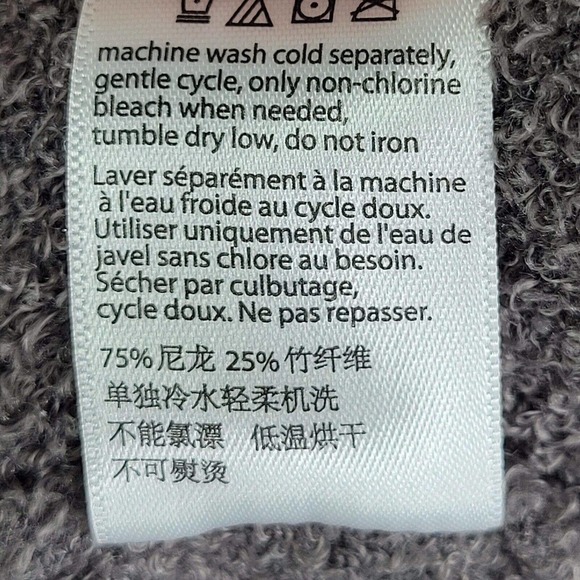 machine wash cold separately,
gentle cycle, only non-chlorine
bleach when needed,
tumble dry low, do not iron
Laver séparément à la machine
à l'eau froide au cycle doux.
Utiliser uniquement de l'eau de
javel sans chlore au besoin.
Sécher par culbutage,
cycle doux. Ne pas repasser.
75%尼龙 25%竹纤维
单独冷水轻柔机洗
不能氯漂 低温烘干
不可熨烫